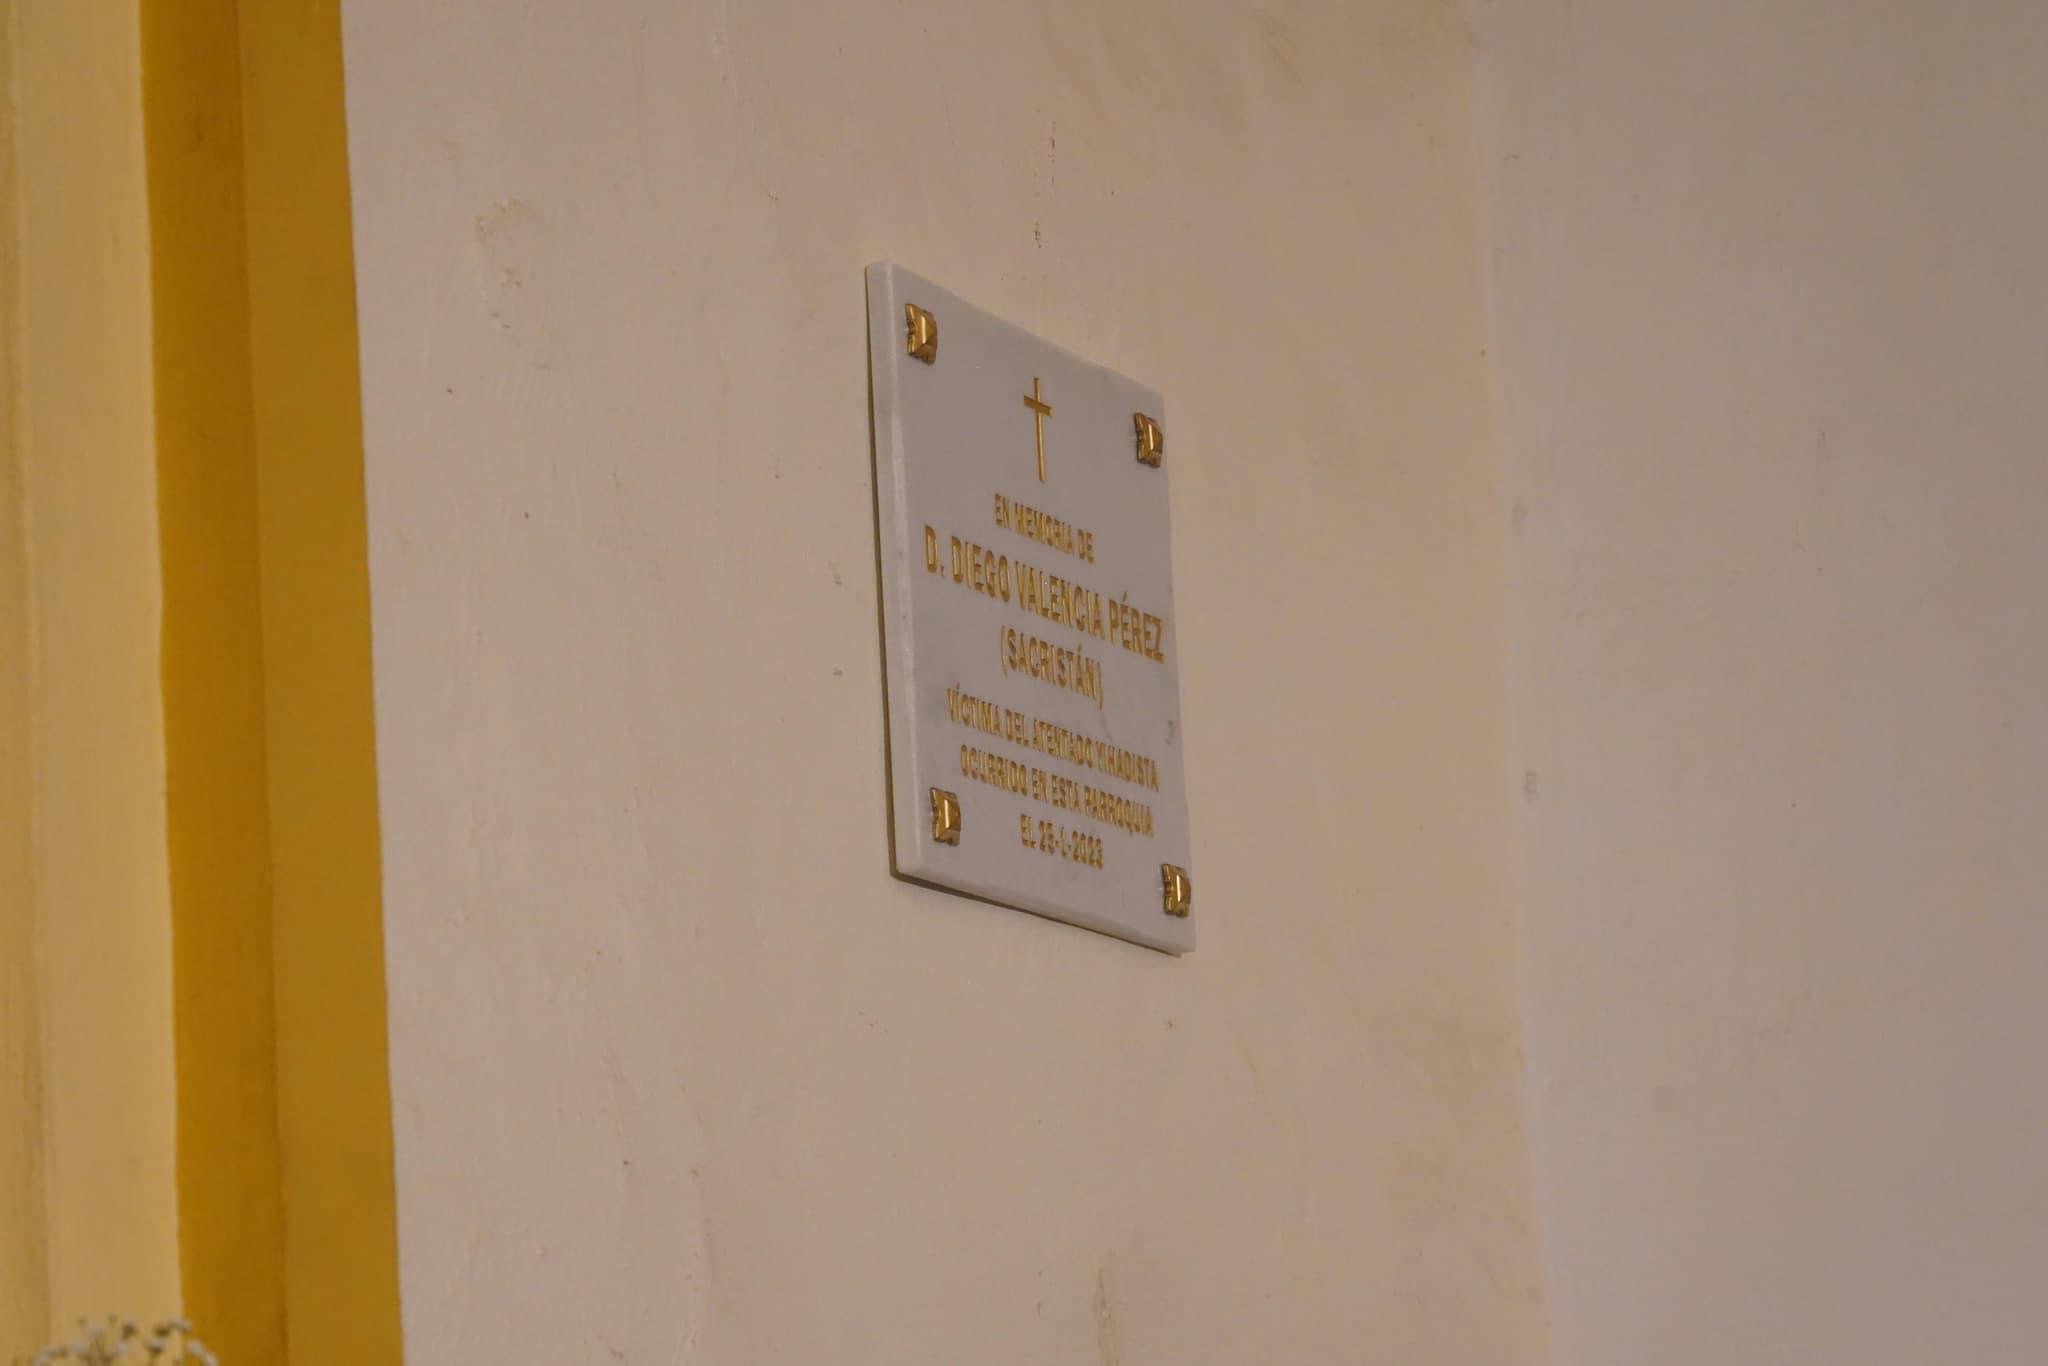 EN MEMORIA DE
D. DIEGO VALENCIA PÉREZ
(SACRISTÁN)
VÍCTIMA DEL ATENTADO YIHADISTA
OCURRIDO EN ESTA PARROQUIA
EL 25-1-2023